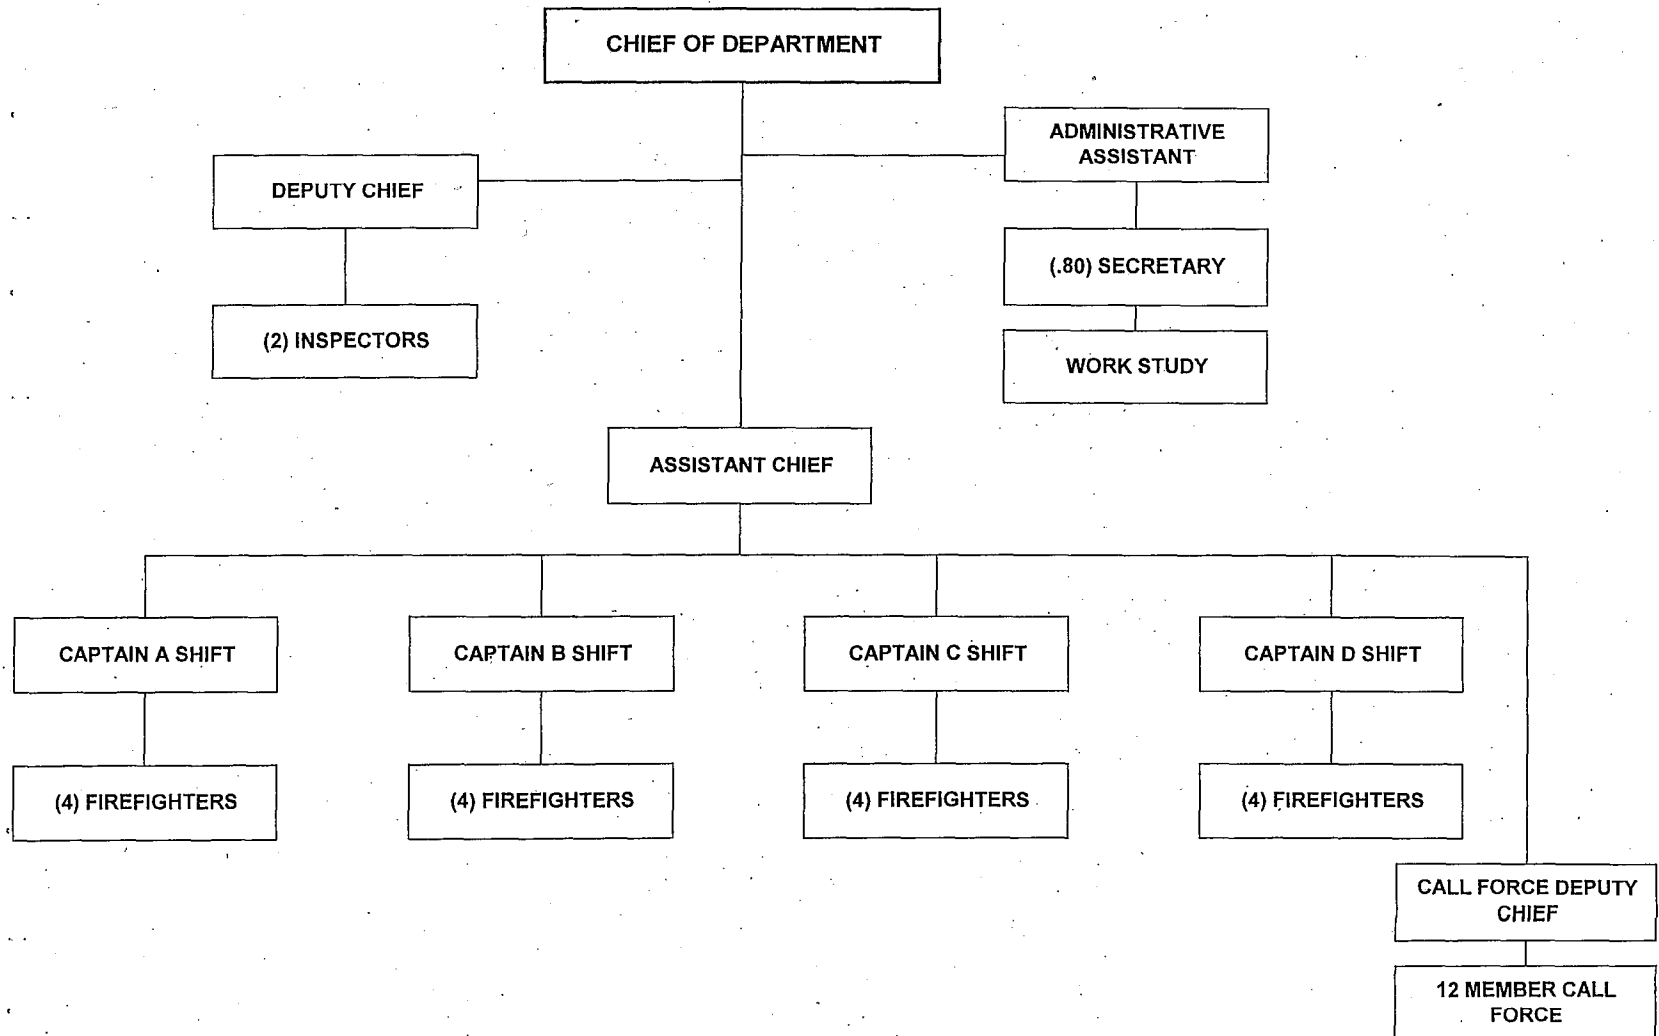 CHIEF OF DEPARTMENT
ADMINISTRATIVE
ASSISTANT
DEPUTY CHIEF
(.80) SECRETARY
(2) INSPECTORS
WORK STUDY
ASSISTANT CHIEF
CAPTAIN A SHIFT
CAPTAIN B SHIFT
CAPTAIN C SHIFT
CAPTAIN D SHIFT
(4) FIREFIGHTERS
(4) FIREFIGHTERS
(4) FIREFIGHTERS
(4) FIREFIGHTERS
CALL FORCE DEPUTY
CHIEF
12 MEMBER CALL
FORCE